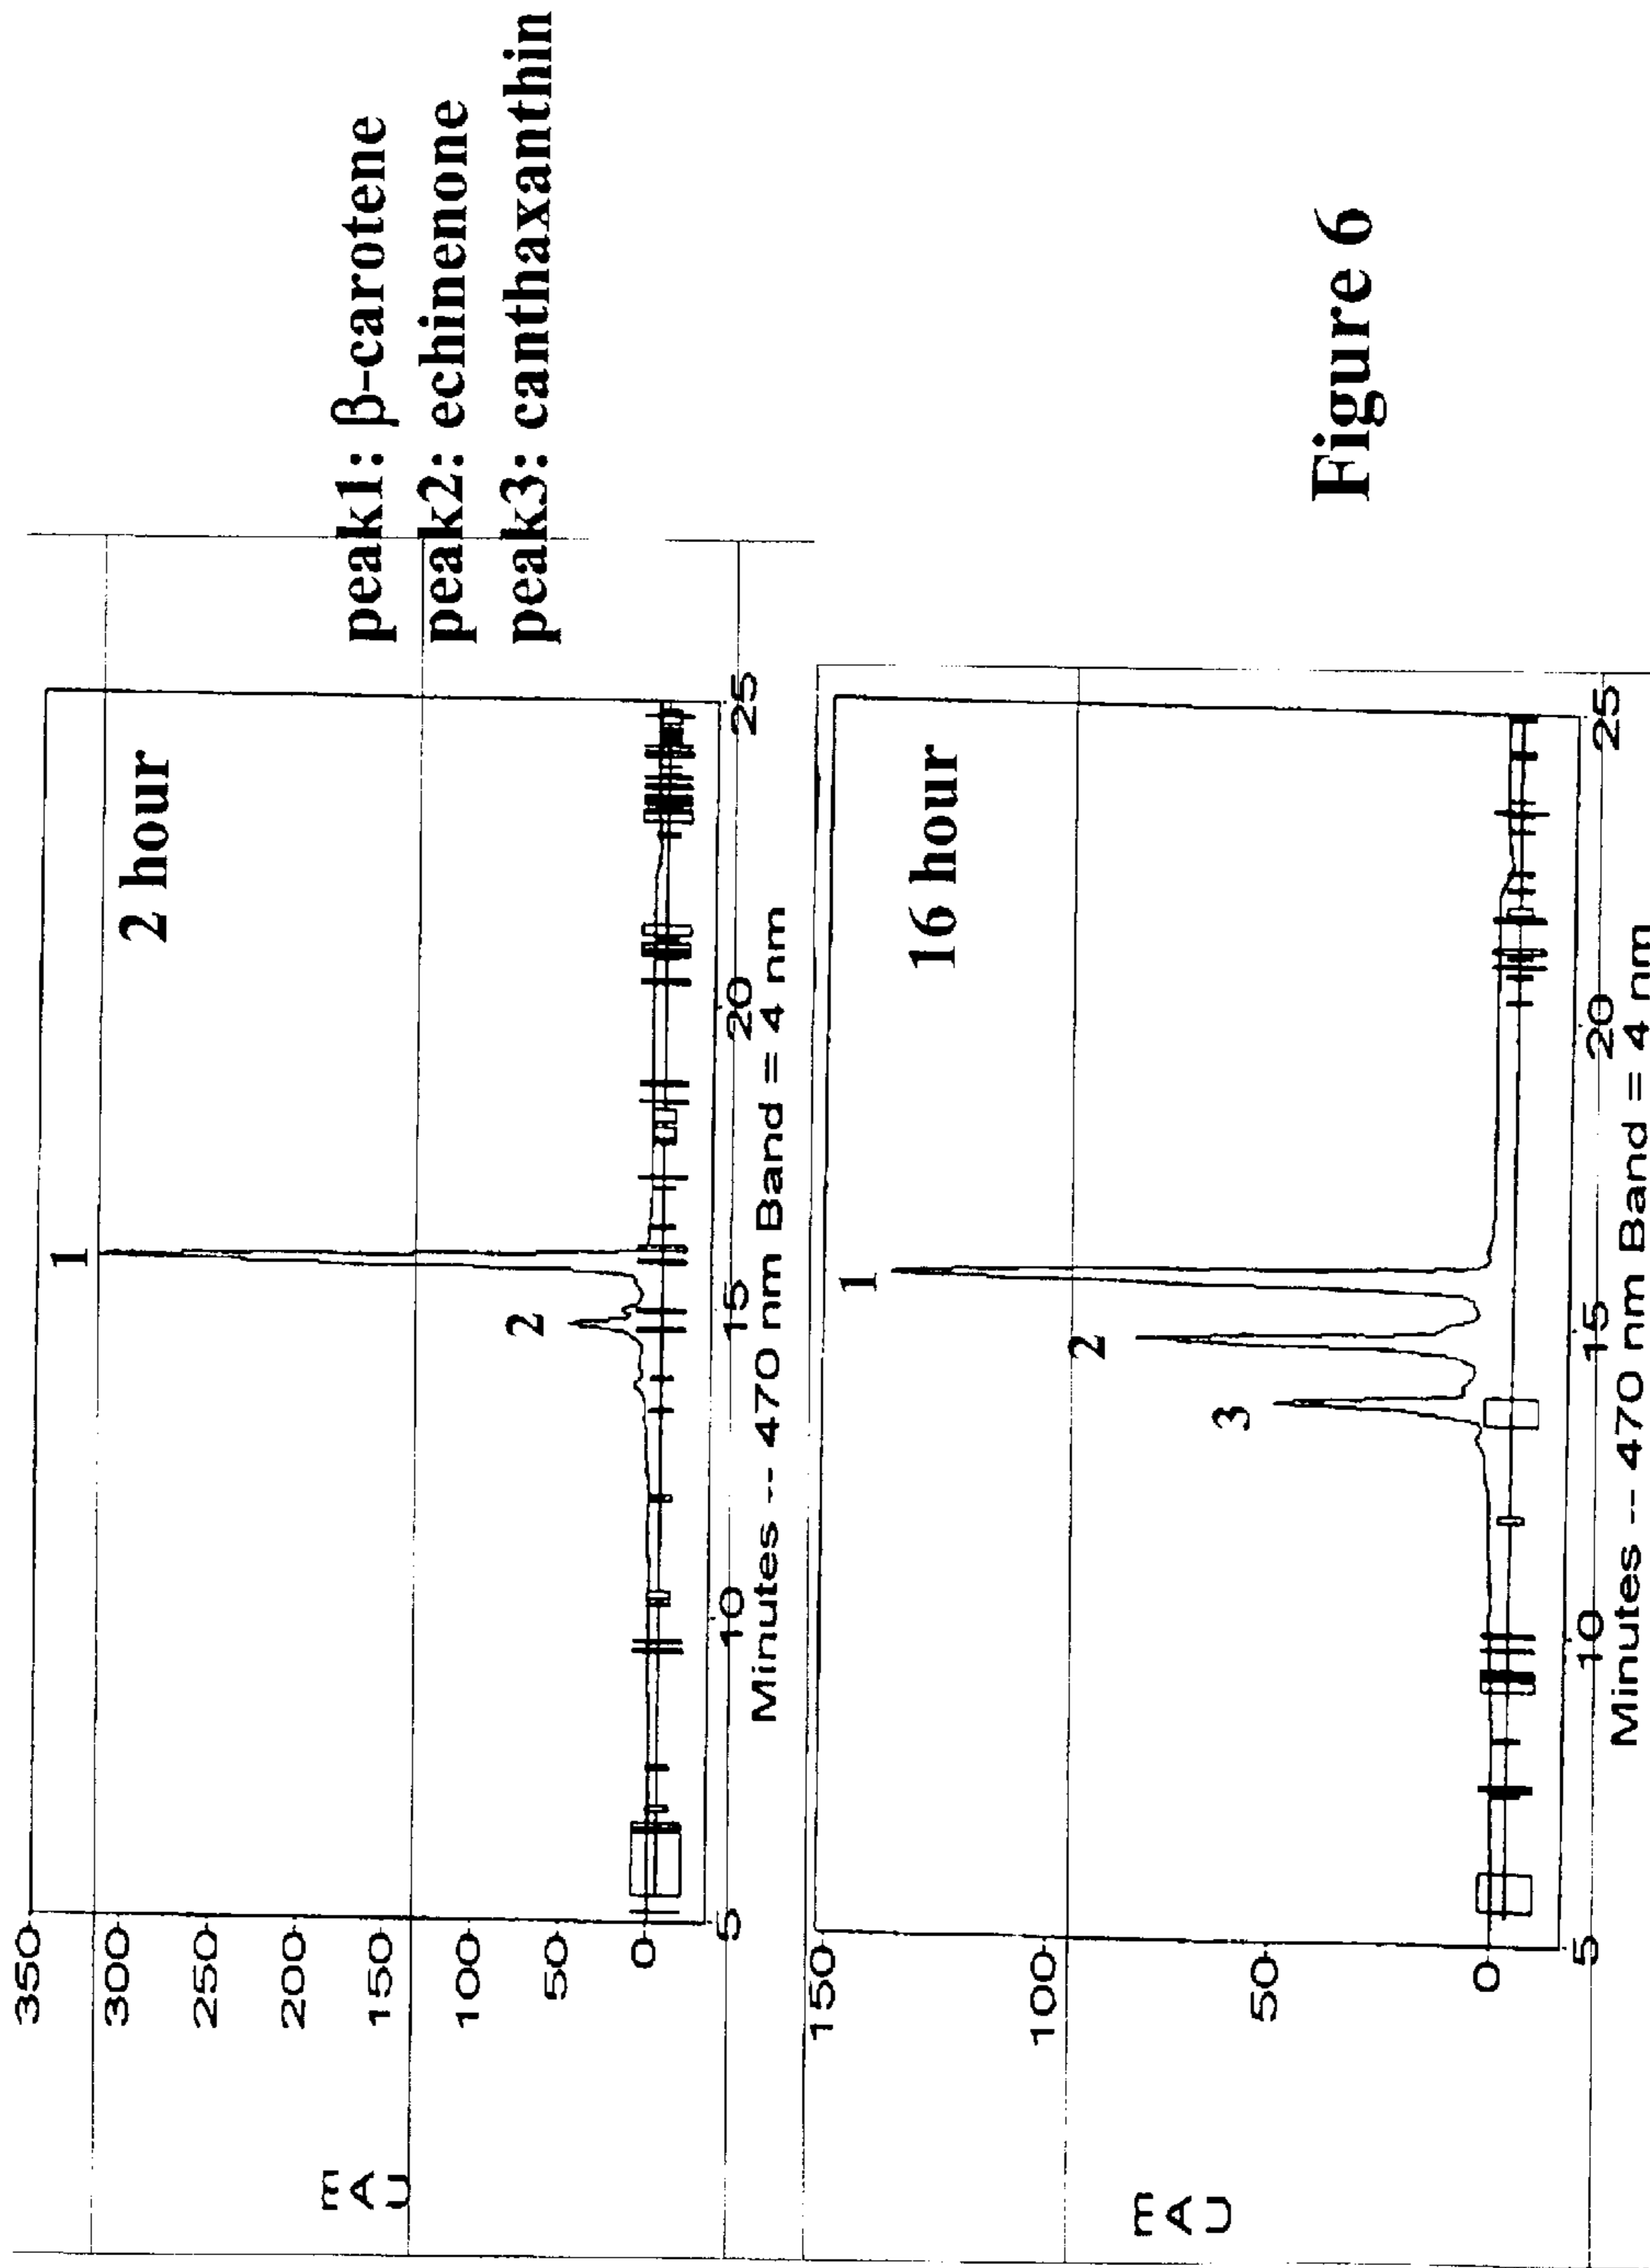 350
300
250
200
150
100
50
0
mAU
1
2
2 hour
5
10
15
20
25
Minutes -- 470 nm Band = 4 nm
peak1: β-carotene
peak2: echinenone
peak3: canthaxanthin
150
100
50
0
mAU
1
2
3
16 hour
5
10
15
20
25
Minutes -- 470 nm Band = 4 nm
Figure 6